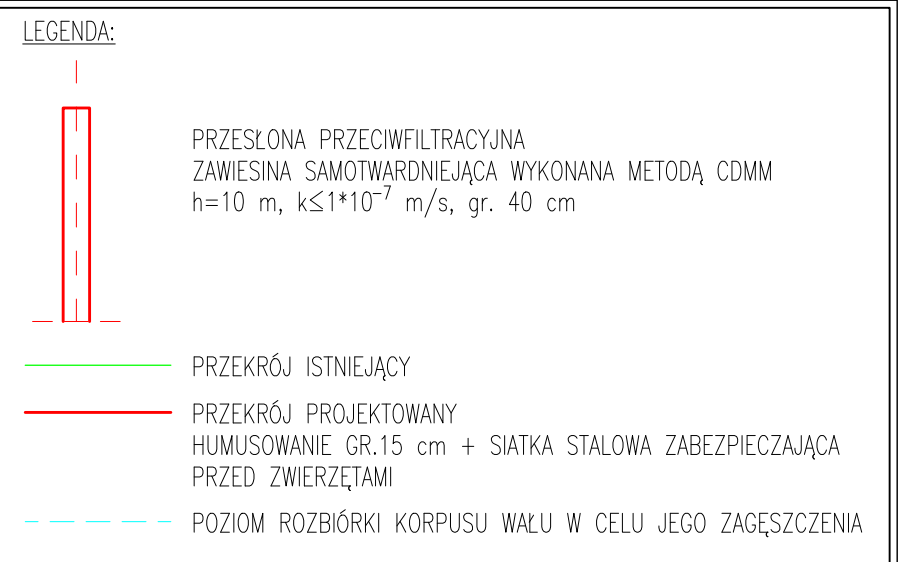 LEGENDA:
PRZESŁONA PRZECIWFILTRACYJNA
ZAWIESINA SAMOTWARDNIEJĄCA WYKONANA METODĄ CDMM
h=10 m, k≤1*10⁻⁷ m/s, gr. 40 cm
PRZEKRÓJ ISTNIEJĄCY
PRZEKRÓJ PROJEKTOWANY
HUMUSOWANIE GR.15 cm + SIATKA STALOWA ZABEZPIECZAJĄCA
PRZED ZWIERZĘTAMI
POZIOM ROZBIÓRKI KORPUSU WAŁU W CELU JEGO ZAGĘSZCZENIA